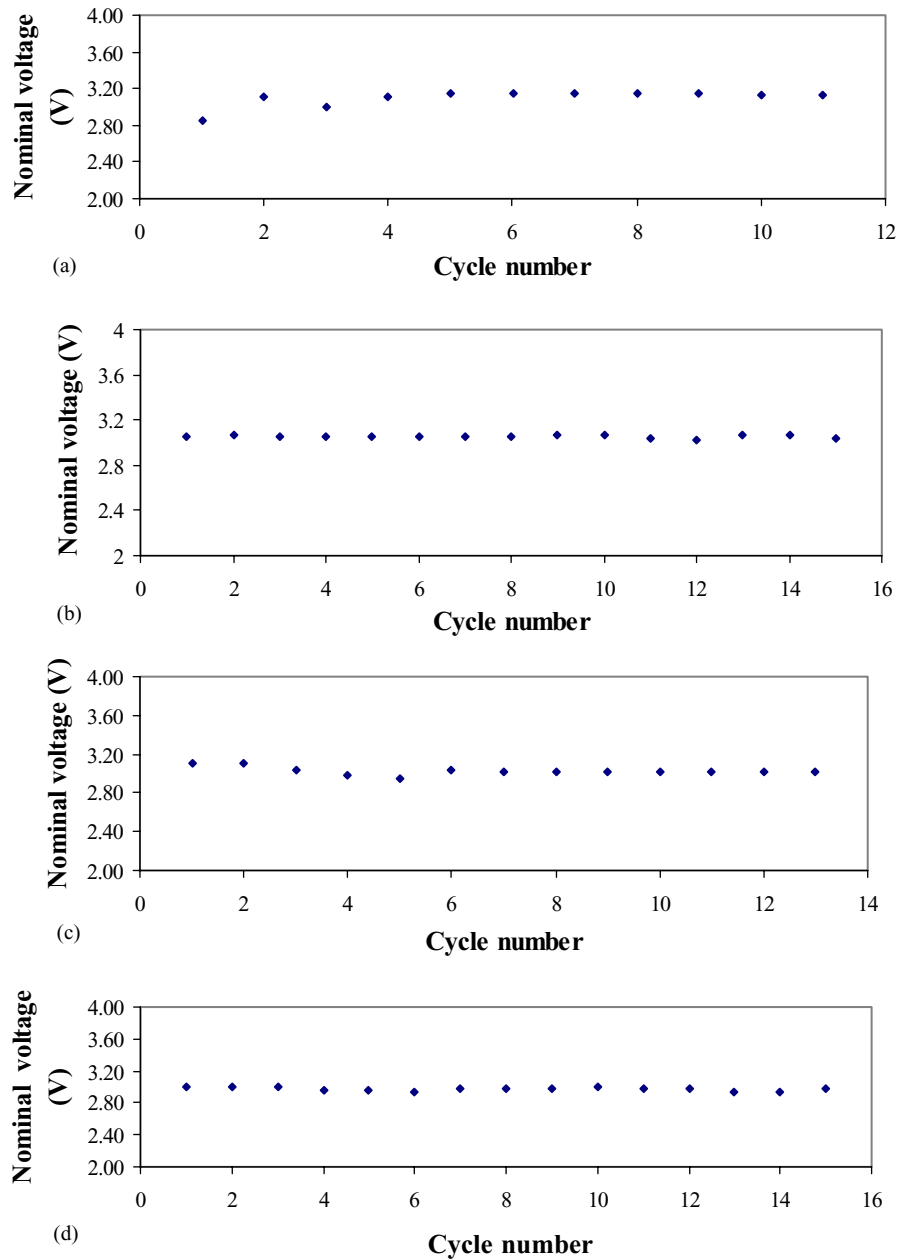 Nominal voltage
(V)
4.00
3.60
3.20
2.80
2.40
2.00
0 2 4 6 8 10 12
Cycle number
(a)
Nominal voltage (V)
4
3.6
3.2
2.8
2.4
2
0 2 4 6 8 10 12 14 16
Cycle number
(b)
Nominal voltage (V)
4.00
3.60
3.20
2.80
2.40
2.00
0 2 4 6 8 10 12 14
Cycle number
(c)
Nominal voltage
(V)
4.00
3.60
3.20
2.80
2.40
2.00
0 2 4 6 8 10 12 14 16
Cycle number
(d)